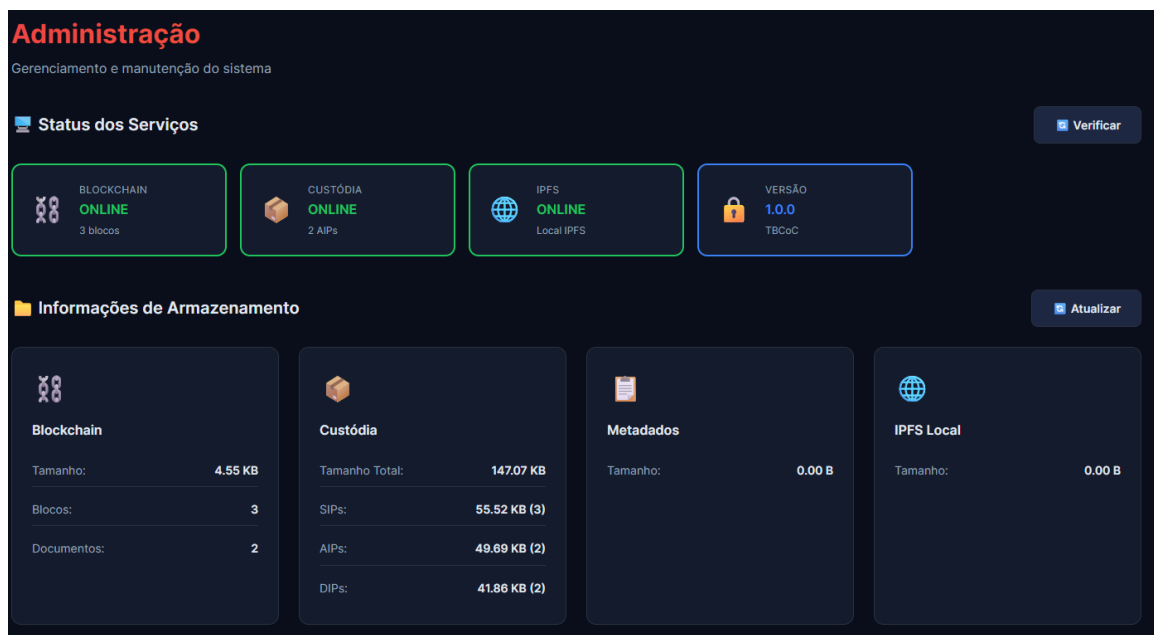 Administração
Gerenciamento e manutenção do sistema
Status dos Serviços
Verificar
BLOCKCHAIN
ONLINE
3 blocos
CUSTÓDIA
ONLINE
2 AIPs
IPFS
ONLINE
Local IPFS
VERSÃO
1.0.0
TBCoC
Informações de Armazenamento
Atualizar
Blockchain
Tamanho: 4.55 KB
Blocos: 3
Documentos: 2
Custódia
Tamanho Total: 147.07 KB
SIPs: 55.52 KB (3)
AIPs: 49.69 KB (2)
DIPs: 41.86 KB (2)
Metadados
Tamanho: 0.00 B
IPFS Local
Tamanho: 0.00 B